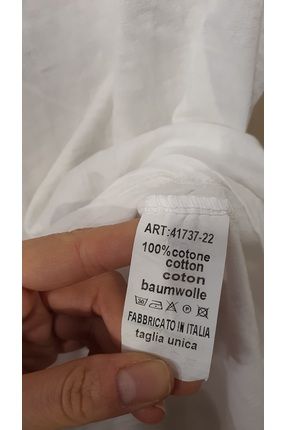 ART:41737-22
100%cotone
cotton
coton
baumwolle
FABBRICATO IN ITALIA
taglia unica